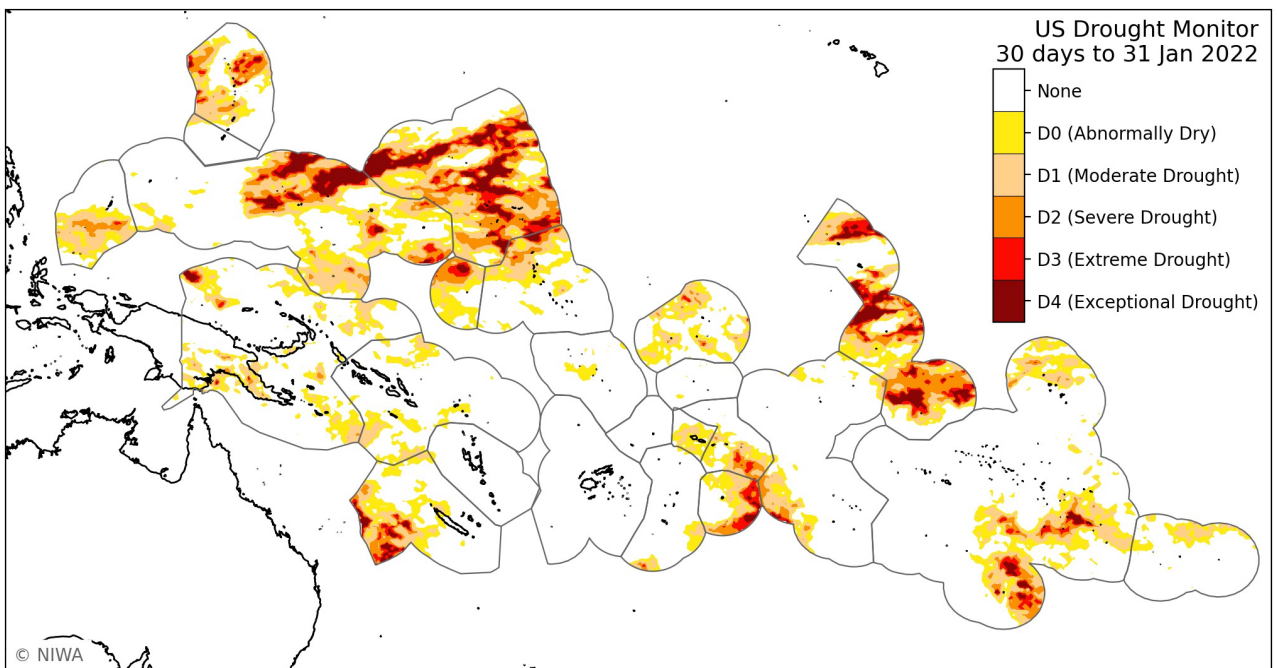 US Drought Monitor
30 days to 31 Jan 2022
None
D0 (Abnormally Dry)
D1 (Moderate Drought)
D2 (Severe Drought)
D3 (Extreme Drought)
D4 (Exceptional Drought)
© NIWA